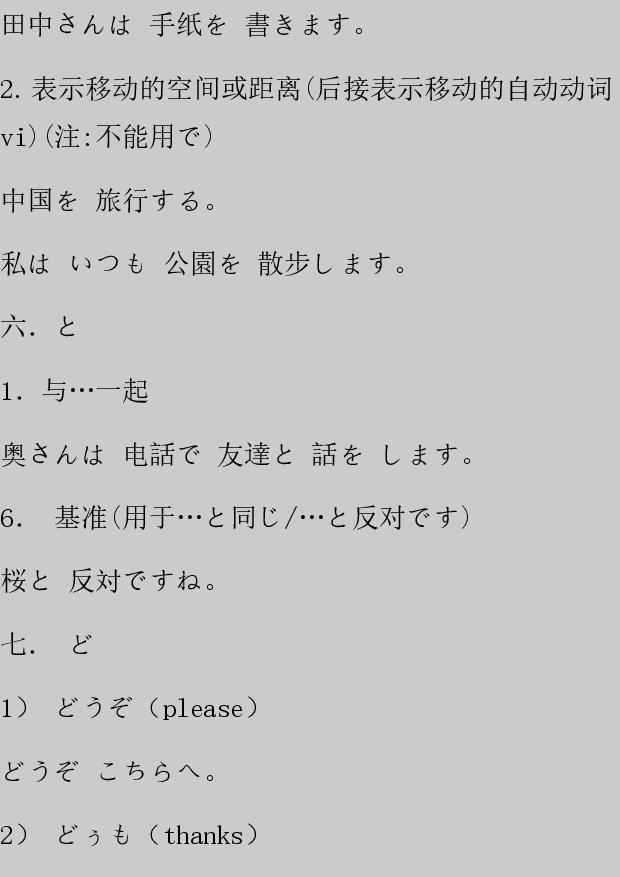 田中さんは 手纸を 書きます。
2. 表示移动的空间或距离(后接表示移动的自动动词
vi)(注:不能用で)
中国を 旅行する。
私は いつも 公園を 散步します。
六. と
1. 与…一起
奥さんは 电話で 友達と 話を します。
6. 基准(用于…と同じ/…と反对です)
桜と 反対ですね。
七. ど
1） どうぞ（please）
どうぞ こちらへ。
2） どぅも（thanks）